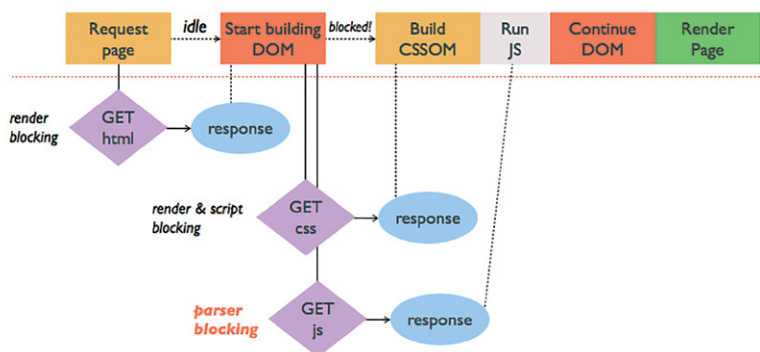 Request
page
idle
Start building
DOM
blocked!
Build
CSSOM
Run
JS
Continue
DOM
Render
Page
render
blocking
GET
html
response
render & script
blocking
GET
css
response
parser
blocking
GET
js
response